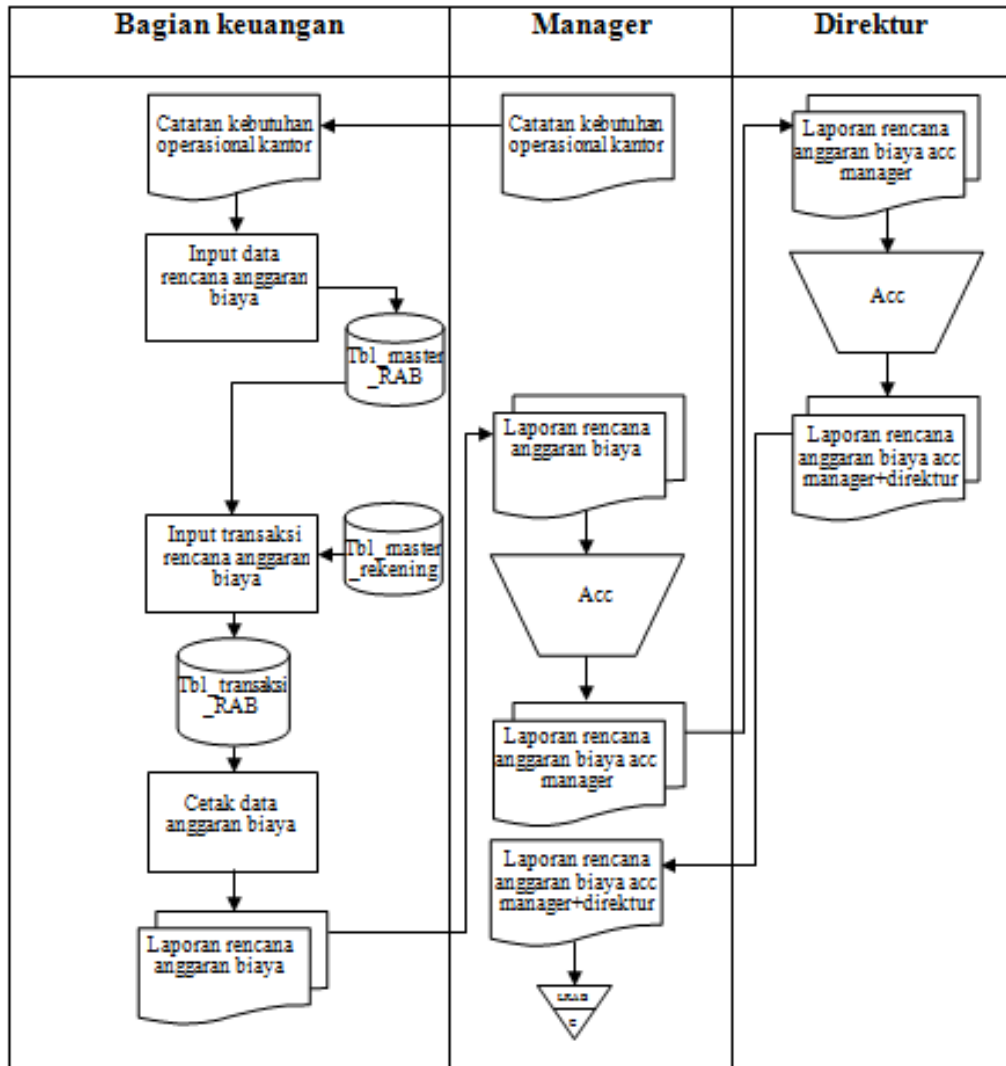 Bagian keuangan
Manager
Direktur
Catatan kebutuhan
operasional kantor
Input data
rencana anggaran
biaya
Tbl_master
_RAB
Input transaksi
rencana anggaran
biaya
Tbl_master
_rekening
Tbl_transaksi
_RAB
Cetak data
anggaran biaya
Laporan rencana
anggaran biaya
Catatan kebutuhan
operasional kantor
Laporan rencana
anggaran biaya
Acc
Laporan rencana
anggaran biaya acc
manager
Laporan rencana
anggaran biaya acc
manager+direktur
Laporan rencana
anggaran biaya acc
manager
Acc
Laporan rencana
anggaran biaya acc
manager+direktur